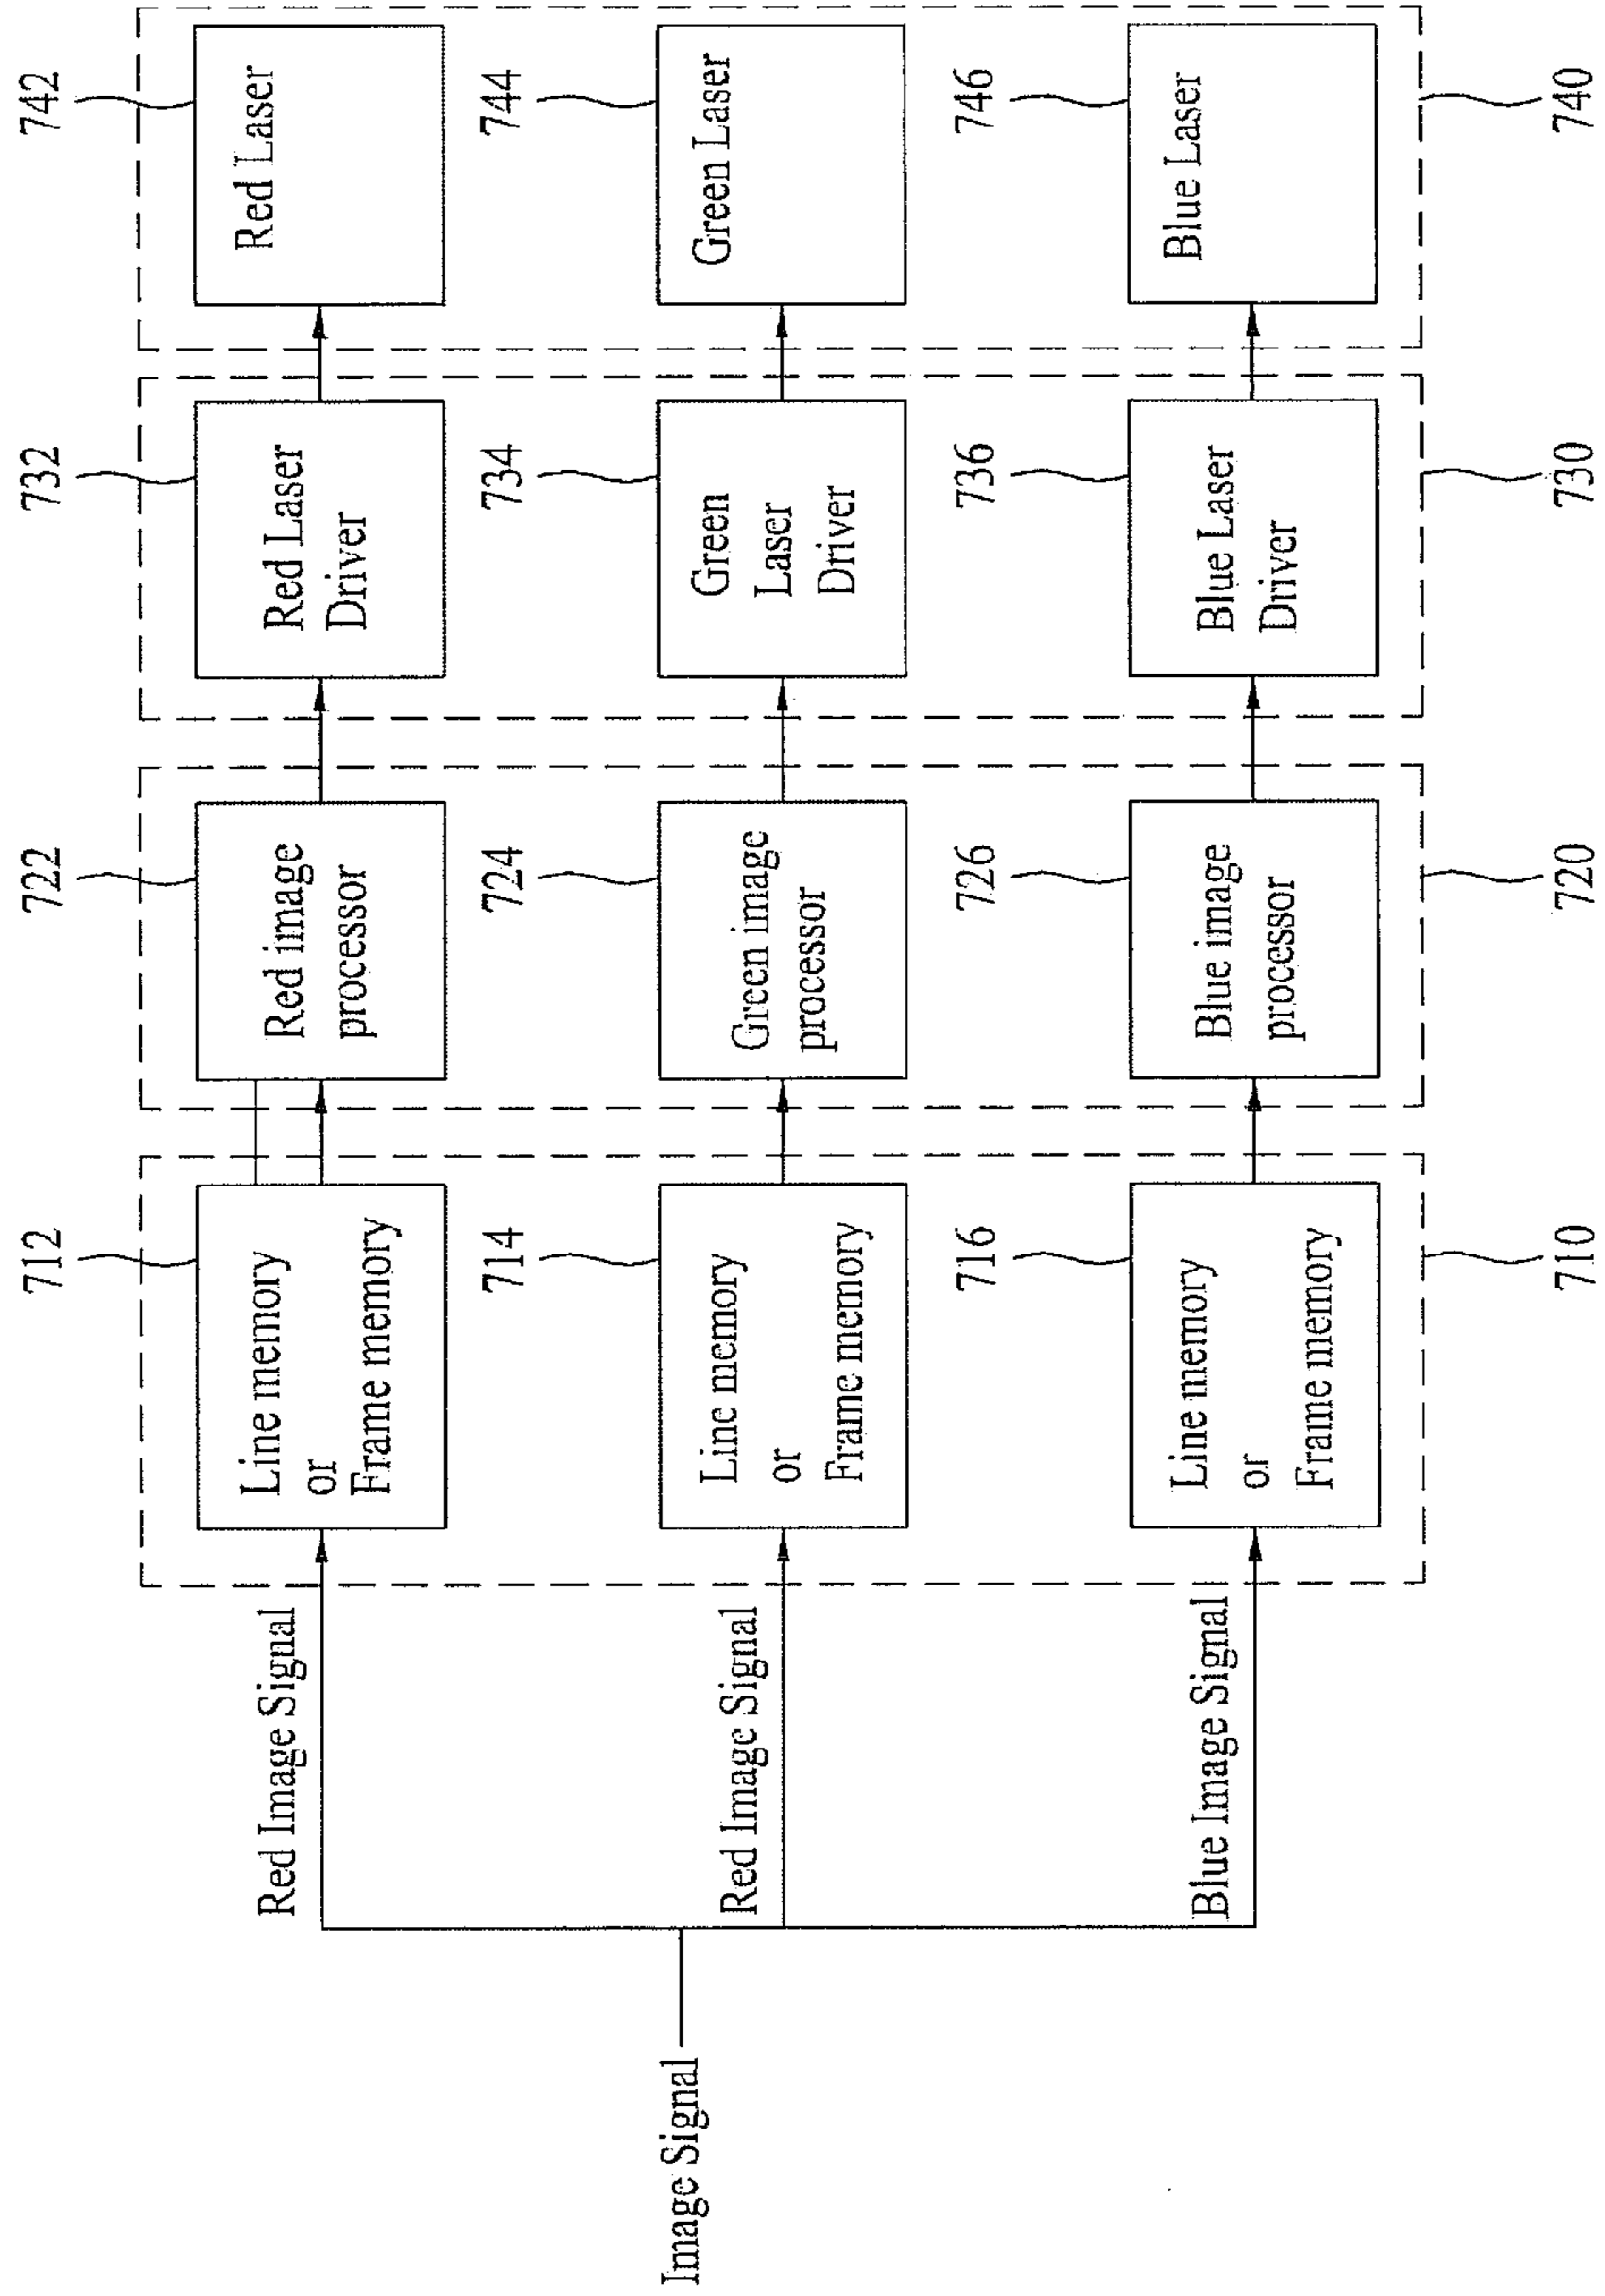 712
722
732
742
Line memory
or
Frame memory
Red image
processor
Red Laser
Driver
Red Laser
Red Image Signal
714
724
734
744
Line memory
or
Frame memory
Green image
processor
Green
Laser
Driver
Green Laser
Image Signal
Red Image Signal
716
726
736
746
Line memory
or
Frame memory
Blue image
processor
Blue Laser
Driver
Blue Laser
Blue Image Signal
710
720
730
740